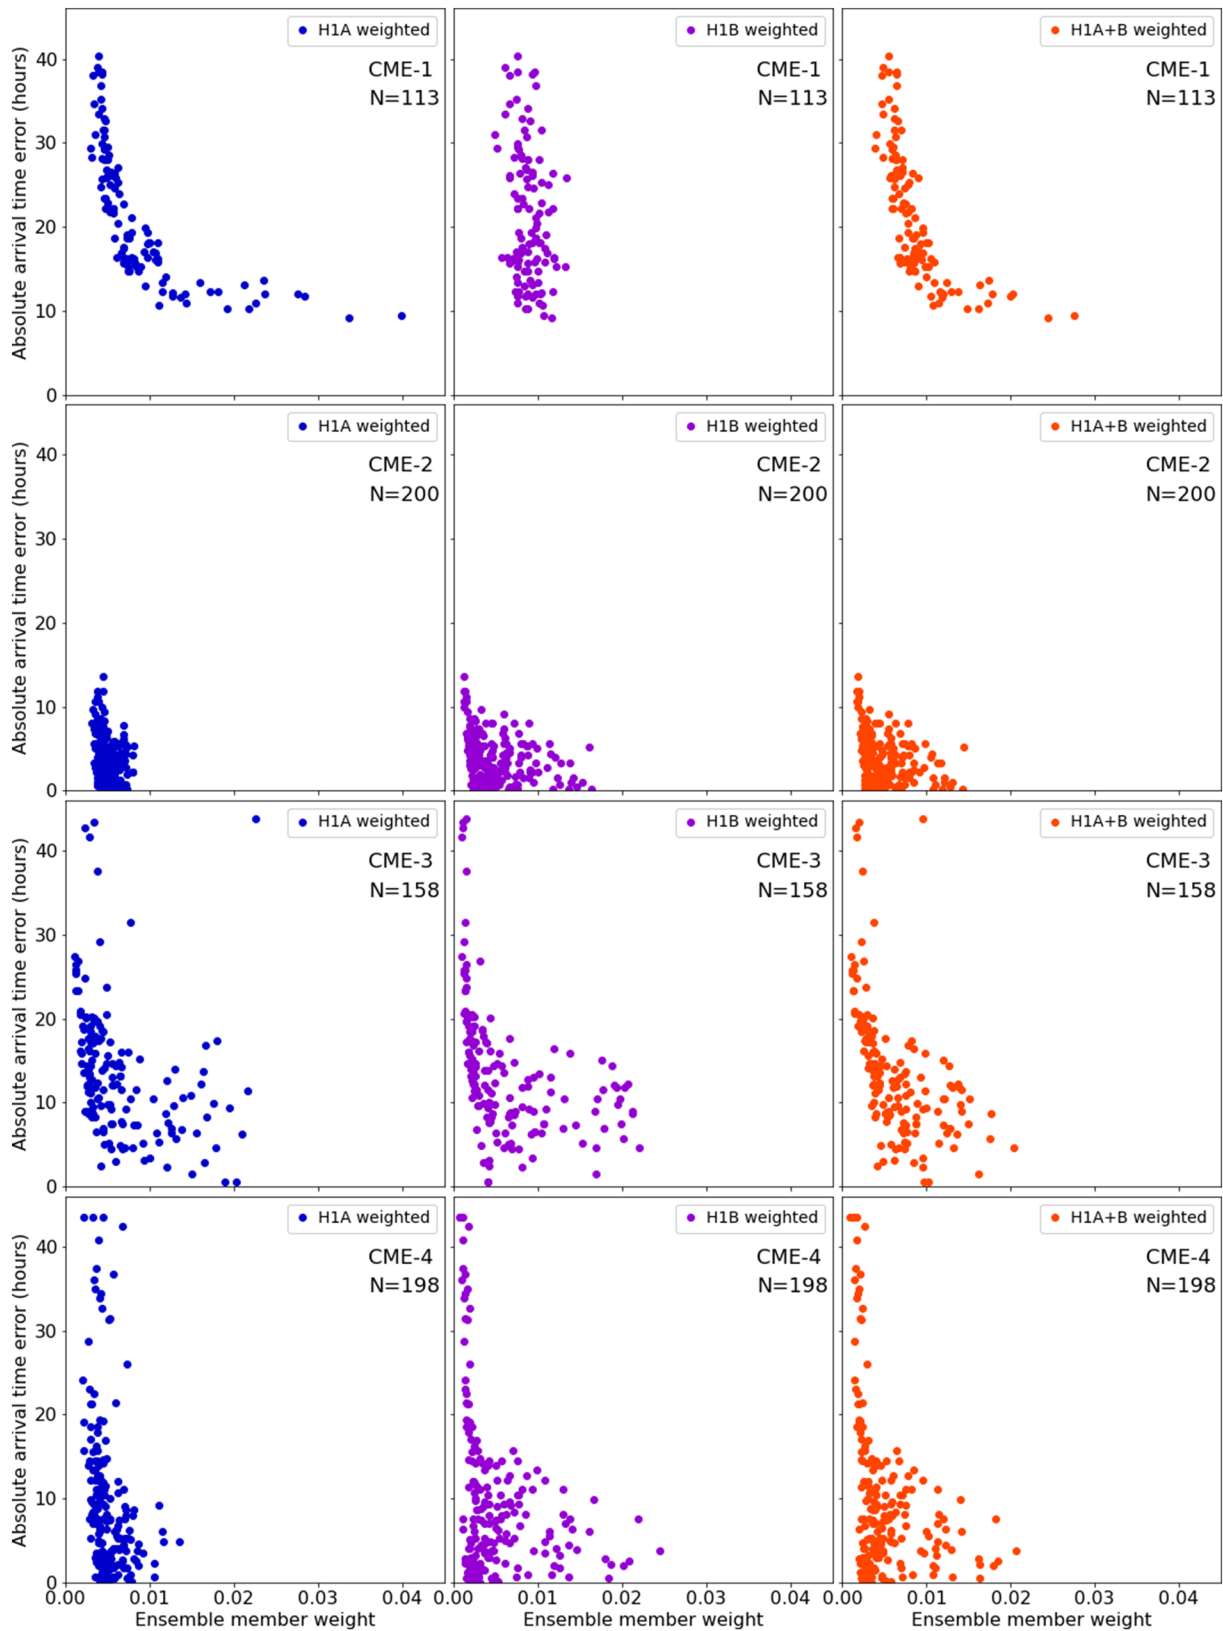 H1A weighted
H1B weighted
H1A+B weighted
CME-1
CME-1
CME-1
N=113
N=113
N=113
Absolute arrival time error (hours)
40
30
20
10
0
H1A weighted
H1B weighted
H1A+B weighted
CME-2
CME-2
CME-2
N=200
N=200
N=200
Absolute arrival time error (hours)
40
30
20
10
0
H1A weighted
H1B weighted
H1A+B weighted
CME-3
CME-3
CME-3
N=158
N=158
N=158
Absolute arrival time error (hours)
40
30
20
10
0
H1A weighted
H1B weighted
H1A+B weighted
CME-4
CME-4
CME-4
N=198
N=198
N=198
Absolute arrival time error (hours)
40
30
20
10
0
0.00 0.01 0.02 0.03 0.04 0.00 0.01 0.02 0.03 0.04 0.00 0.01 0.02 0.03 0.04
Ensemble member weight
Ensemble member weight
Ensemble member weight